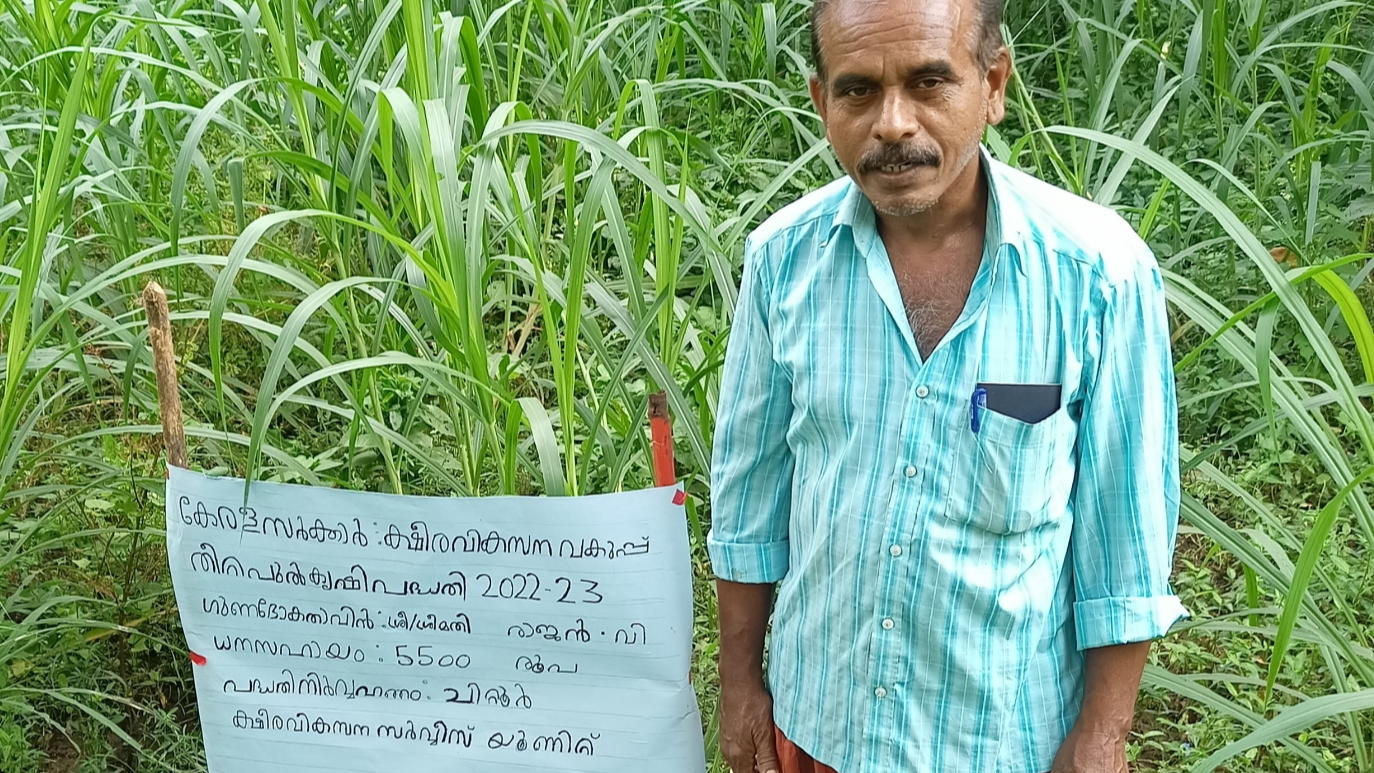 കേരളസർക്കാർ :ക്ഷീരവികസന വകുപ്പ്
തീറ്റപുൽകൃഷിപദ്ധതി 2022-23
ഗുണഭോക്താവിൻ :ശ്രീ/ശ്രീമതി രാജൻ . വി
ധനസഹായം : 5500 രൂപ
പദ്ധതിനിർവ്വഹണം: ചിറ്റൂർ
ക്ഷീരവികസന സർവ്വീസ് യൂണിറ്റ്